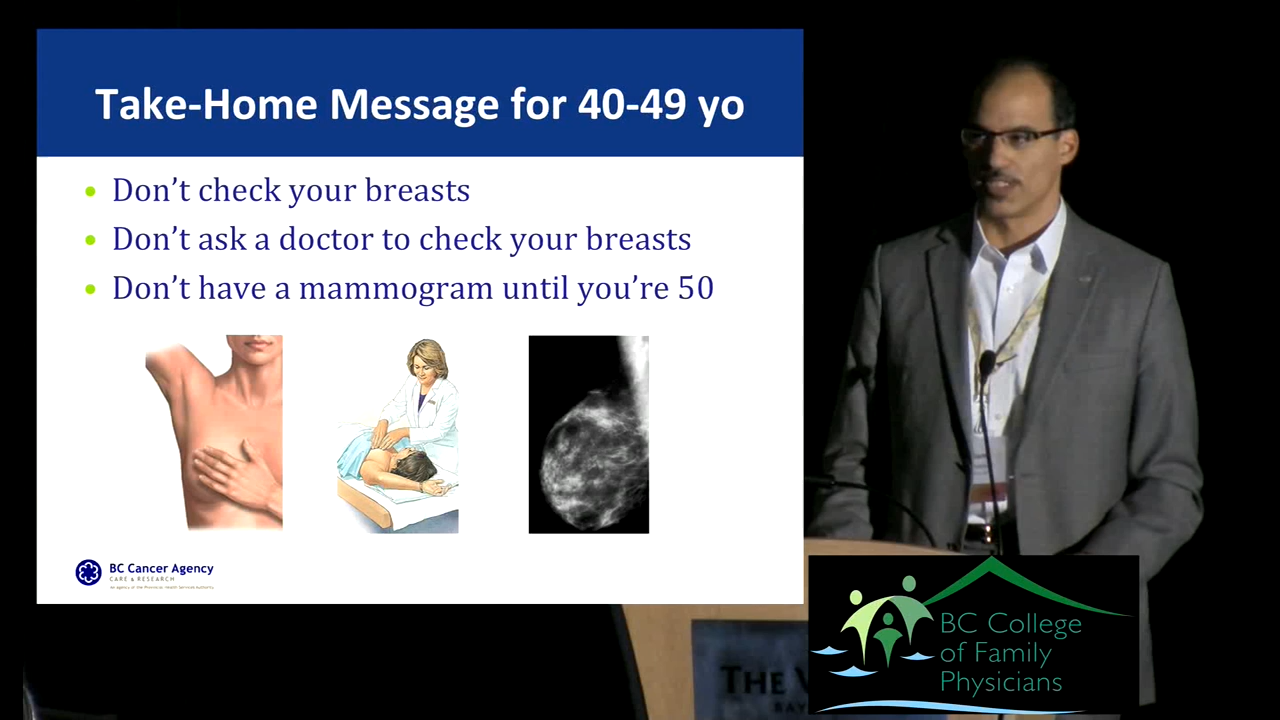 Take-Home Message for 40-49 yo
Don't check your breasts
Don't ask a doctor to check your breasts
Don't have a mammogram until you're 50
BC Cancer Agency
CARE & RESEARCH
An agency of the Provincial Health Services Authority
BC College
of Family
Physicians
THE
BAY